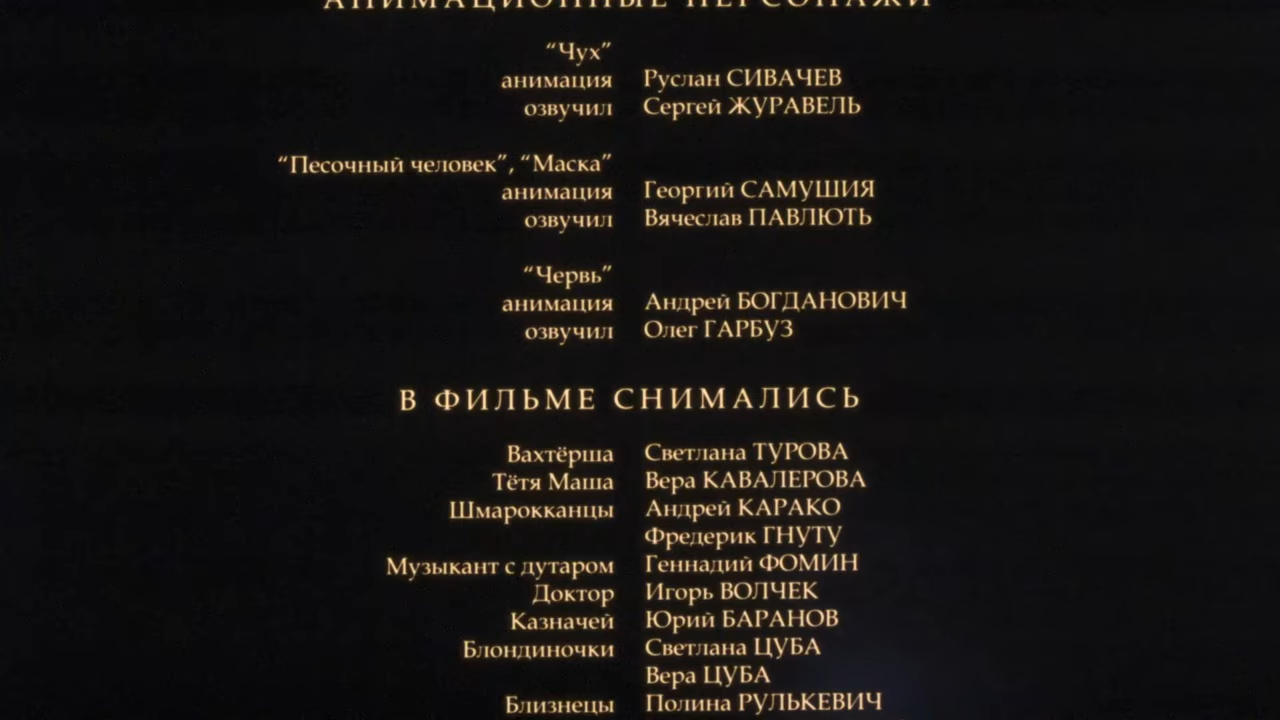 АНИМАЦИОННЫЕ ПЕРСОНАЖИ
“Чух”
анимация Руслан СИВАЧЕВ
озвучил Сергей ЖУРАВЕЛЬ
“Песочный человек”, “Маска”
анимация Георгий САМУШИЯ
озвучил Вячеслав ПАВЛЮТЬ
“Червь”
анимация Андрей БОГДАНОВИЧ
озвучил Олег ГАРБУЗ
В ФИЛЬМЕ СНИМАЛИСЬ
Вахтёрша Светлана ТУРОВА
Тётя Маша Вера КАВАЛЕРОВА
Шмарокканцы Андрей КАРАКО
Фредерик ГНУТУ
Музыкант с дутаром Геннадий ФОМИН
Доктор Игорь ВОЛЧЕК
Казначей Юрий БАРАНОВ
Блондиночки Светлана ЦУБА
Вера ЦУБА
Близнецы Полина РУЛЬКЕВИЧ